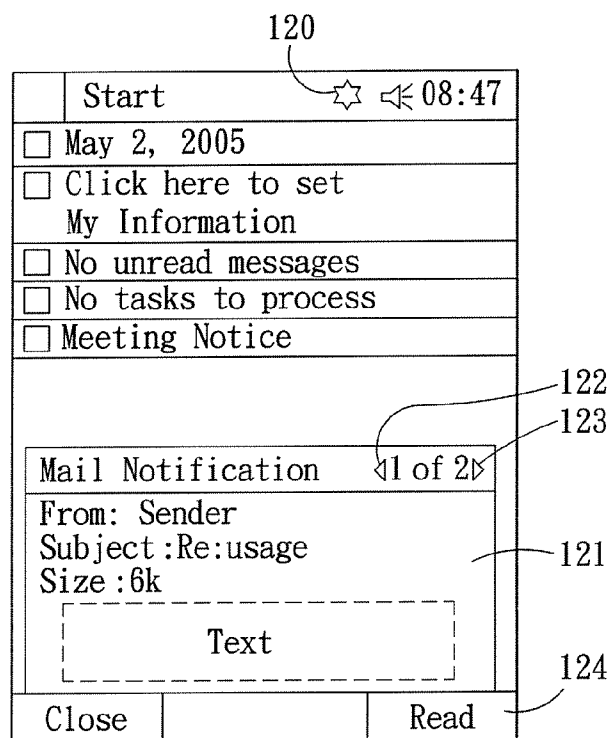 120
Start 08:47
May 2, 2005
Click here to set
My Information
No unread messages
No tasks to process
Meeting Notice
122
123
Mail Notification 1 of 2
From: Sender
Subject:Re:usage
Size:6k
121
Text
124
Close Read